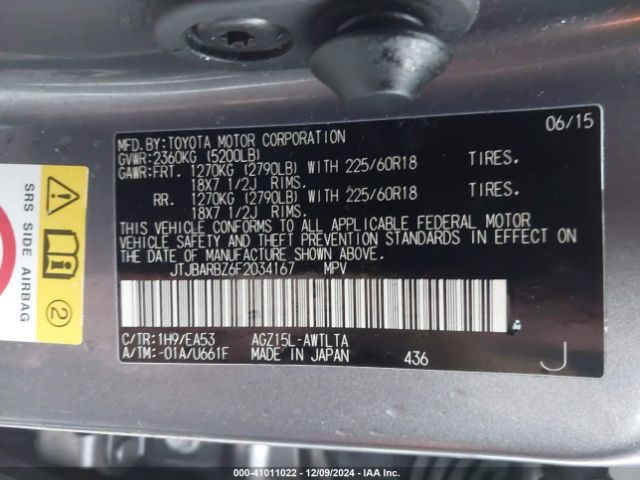 06/15
MFD.BY:TOYOTA MOTOR CORPORATION
GVWR:2360KG (5200LB)
GAWR:FRT. 1270KG (2790LB) WITH 225/60R18 TIRES.
18X7 1/2J RIMS.
RR. 1270KG (2790LB) WITH 225/60R18 TIRES.
18X7 1/2J RIMS.
THIS VEHICLE CONFORMS TO ALL APPLICABLE FEDERAL MOTOR
VEHICLE SAFETY AND THEFT PREVENTION STANDARDS IN EFFECT ON
THE DATE OF MANUFACTURE SHOWN ABOVE.
JTJBARBZ6F2034167 MPV
C/TR:1H9/EA53 AGZ15L-AWTLTA
A/TM:-01A/U661F MADE IN JAPAN 436 J
SRS SIDE AIRBAG
2
000-41011022 - 12/09/2024 - IAA Inc.